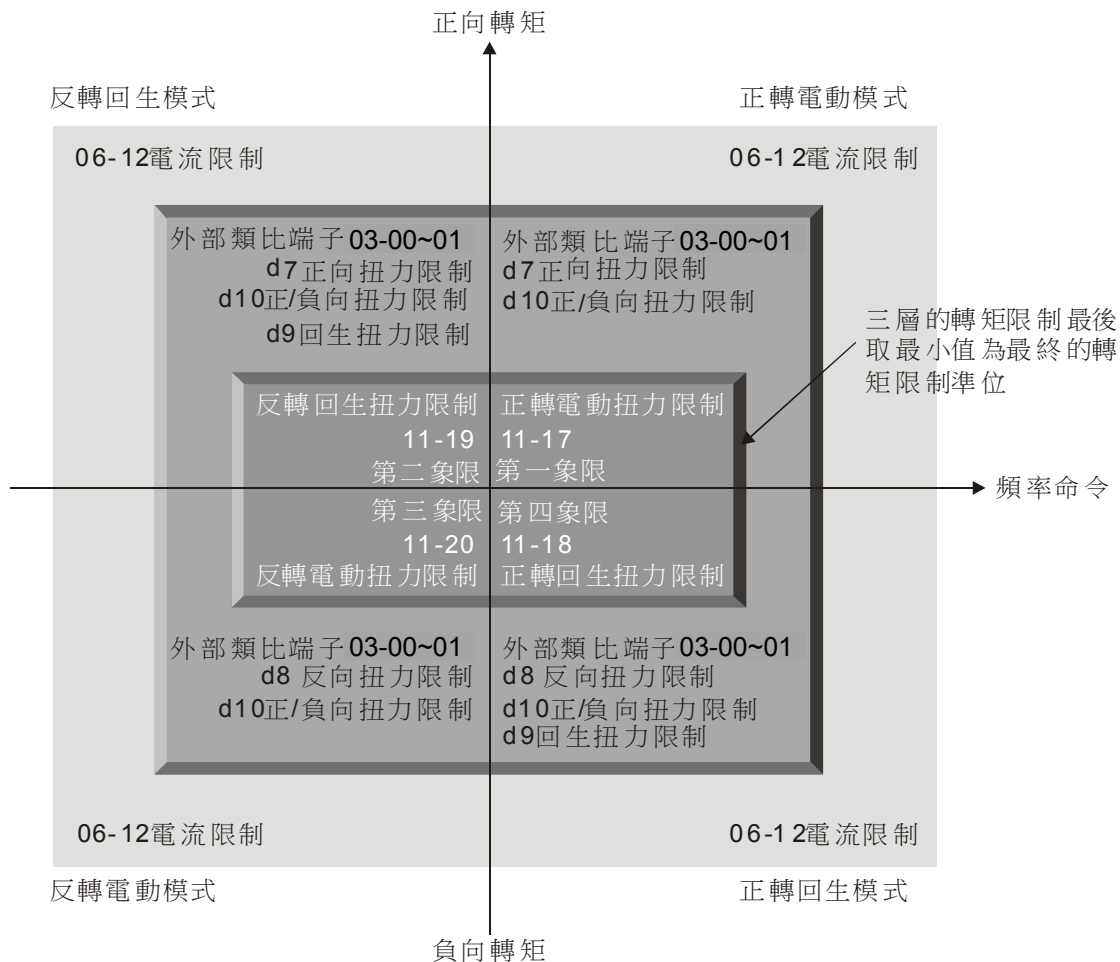 正向轉矩
反轉回生模式
正轉電動模式
06-12電流限制
06-12電流限制
外部類比端子03-00~01
d7正向扭力限制
d10正/負向扭力限制
d9回生扭力限制
外部類比端子03-00~01
d7正向扭力限制
d10正/負向扭力限制
三層的轉矩限制最後
取最小值為最終的轉
矩限制準位
反轉回生扭力限制
11-19
第二象限
正轉電動扭力限制
11-17
第一象限
頻率命令
第三象限
11-20
反轉電動扭力限制
第四象限
11-18
正轉回生扭力限制
外部類比端子03-00~01
d8 反向扭力限制
d10正/負向扭力限制
外部類比端子03-00~01
d8 反向扭力限制
d10正/負向扭力限制
d9回生扭力限制
06-12電流限制
06-12電流限制
反轉電動模式
正轉回生模式
負向轉矩